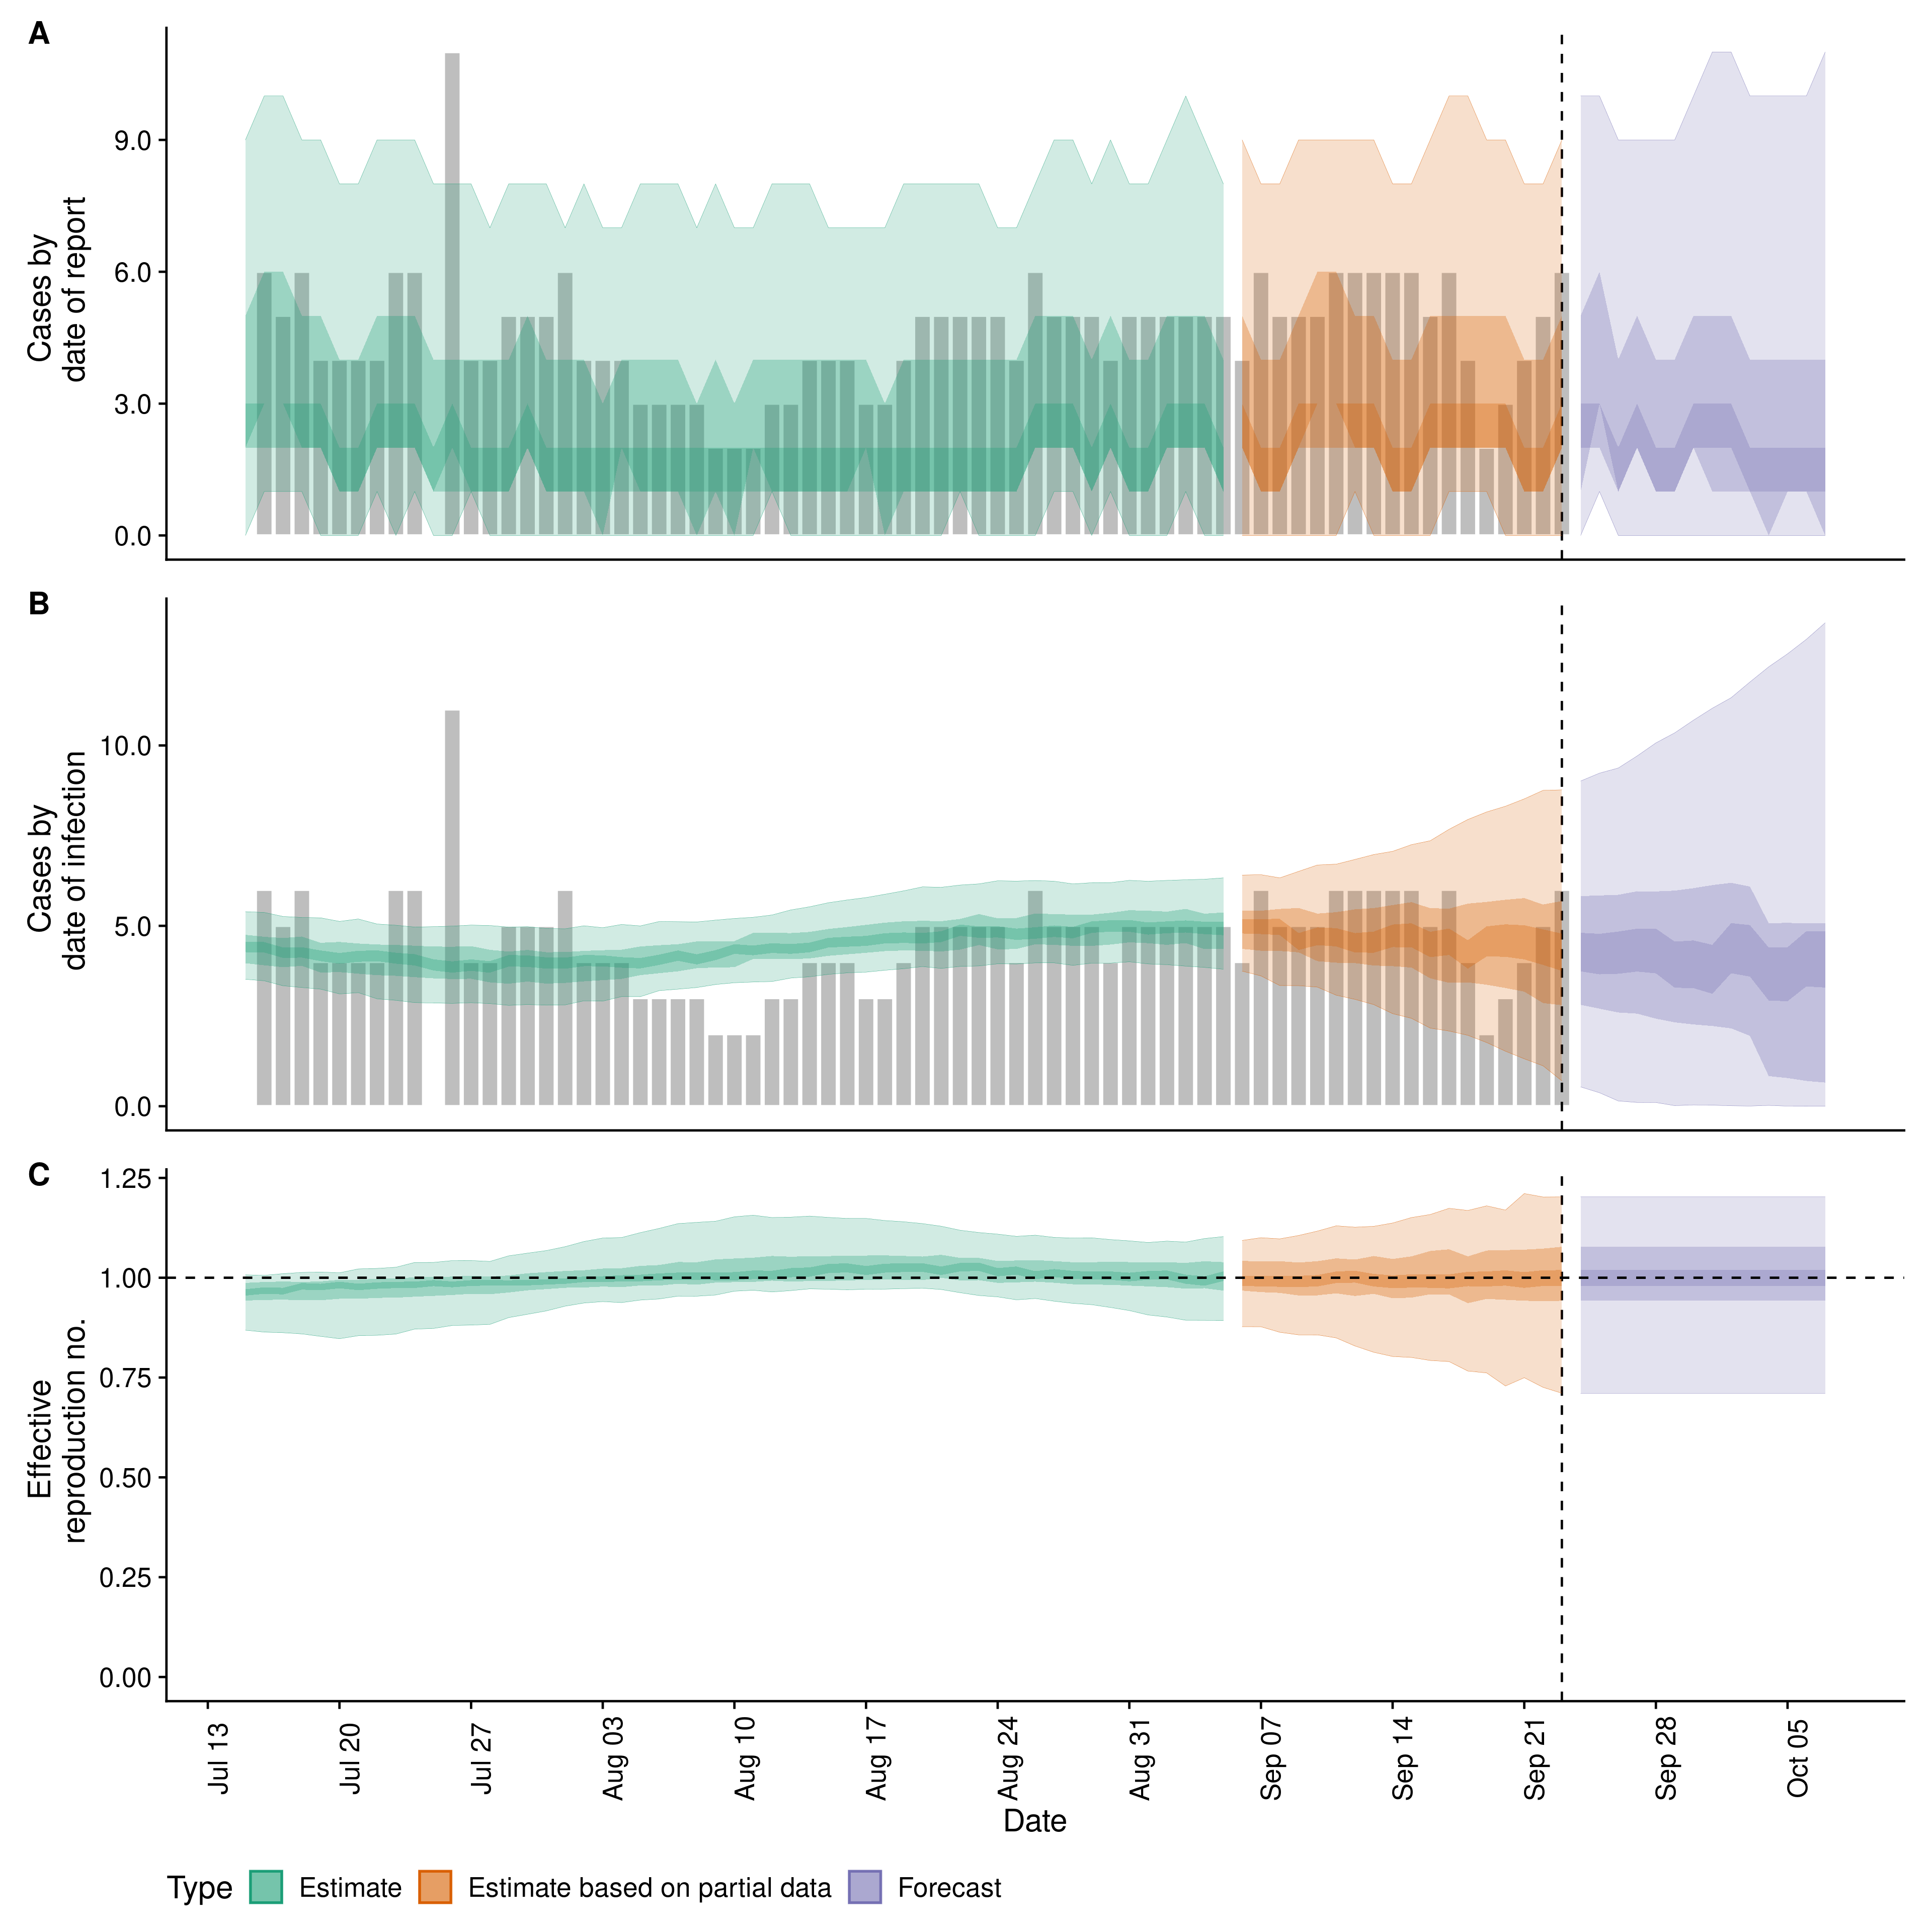 A
9.0
6.0
3.0
0.0
Cases by
date of report
B
10.0
5.0
0.0
Cases by
date of infection
C
1.25
1.00
0.75
0.50
0.25
0.00
Effective
reproduction no.
Jul 13
Jul 20
Jul 27
Aug 03
Aug 10
Aug 17
Aug 24
Aug 31
Sep 07
Sep 14
Sep 21
Sep 28
Oct 05
Date
Type Estimate Estimate based on partial data Forecast